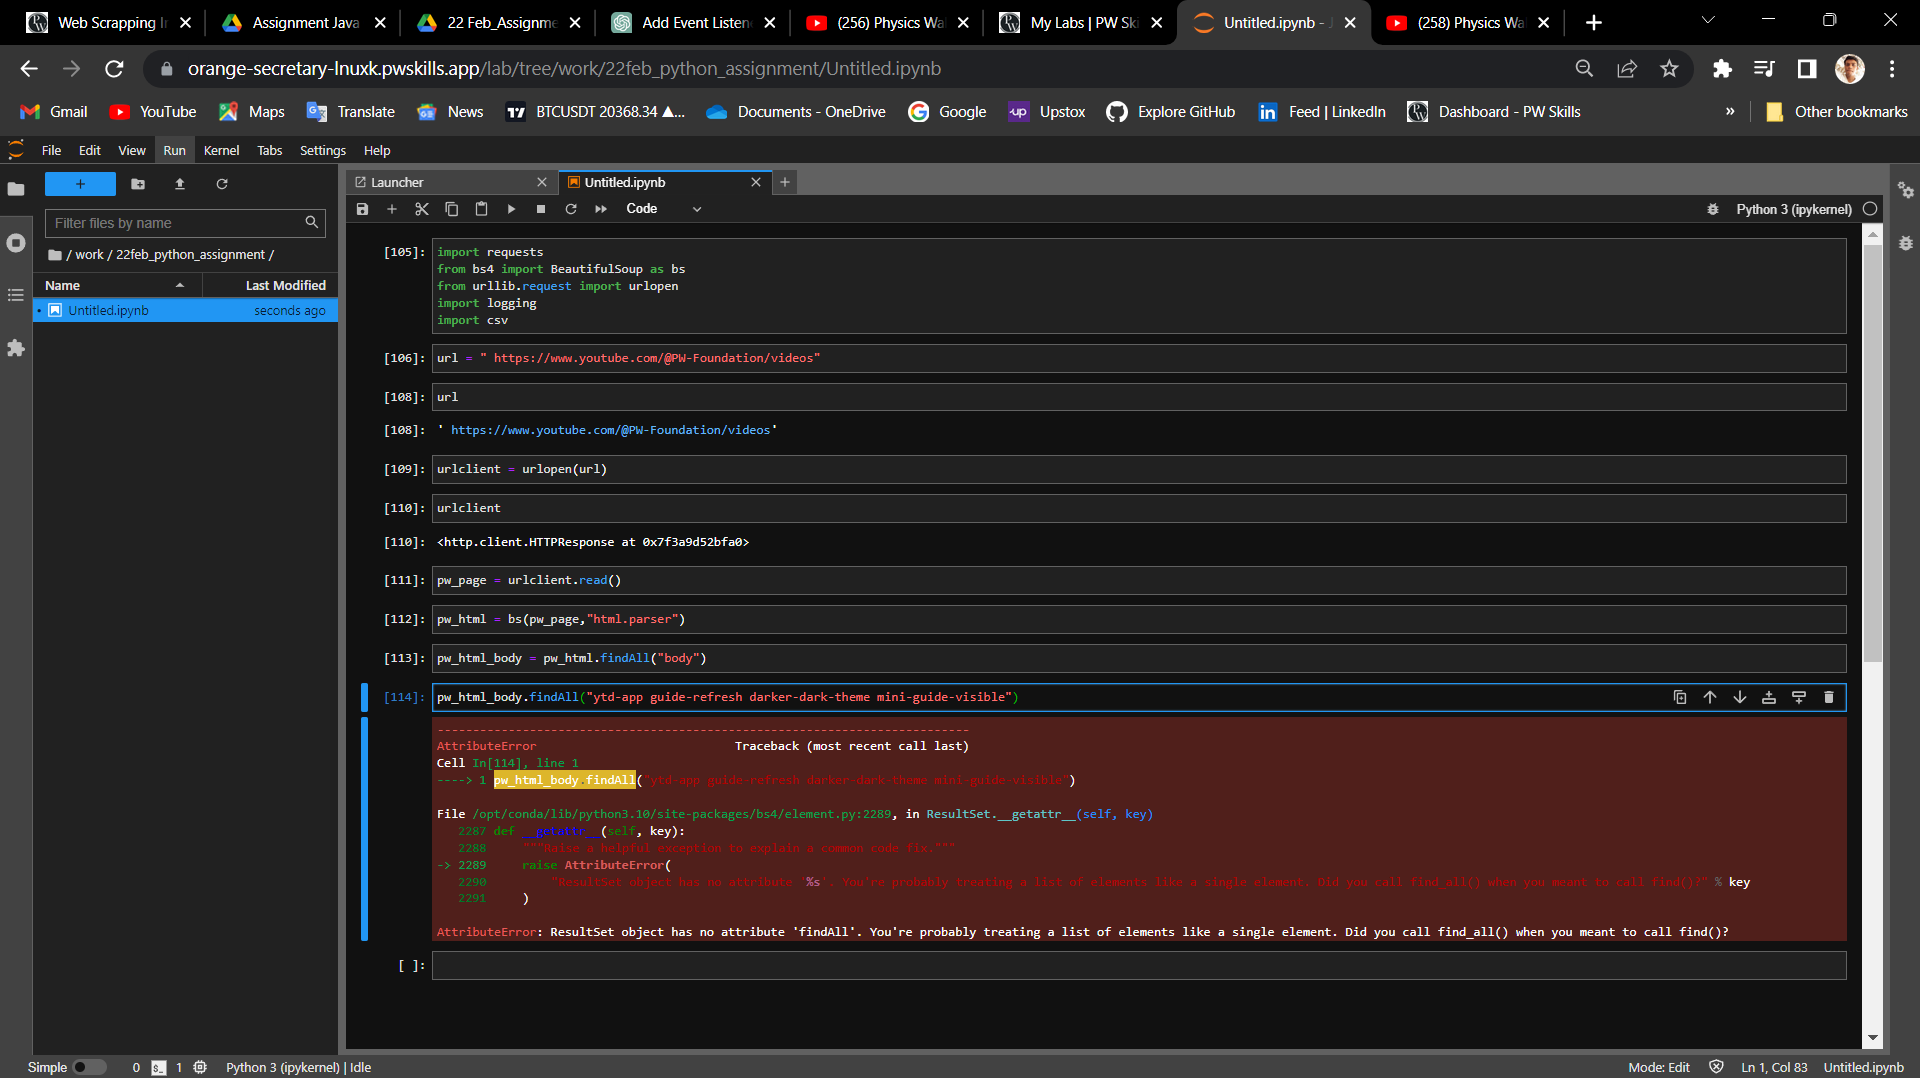 Web Scrapping In
Assignment Java
22 Feb_Assignme
Add Event Listene
(256) Physics Wa
My Labs | PW Ski
Untitled.ipynb - J
(258) Physics Wa
orange-secretary-lnuxk.pwskills.app/lab/tree/work/22feb_python_assignment/Untitled.ipynb
Gmail YouTube Maps Translate News BTCUSDT 20368.34 ▲... Documents - OneDrive Google Upstox Explore GitHub Feed | LinkedIn Dashboard - PW Skills » Other bookmarks
File Edit View Run Kernel Tabs Settings Help
Launcher
Untitled.ipynb
Code
Python 3 (ipykernel)
Filter files by name
/ work / 22feb_python_assignment /
Name Last Modified
Untitled.ipynb seconds ago
[105]: import requests
from bs4 import BeautifulSoup as bs
from urllib.request import urlopen
import logging
import csv
[106]: url = " https://www.youtube.com/@PW-Foundation/videos"
[108]: url
[108]: ' https://www.youtube.com/@PW-Foundation/videos'
[109]: urlclient = urlopen(url)
[110]: urlclient
[110]: <http.client.HTTPResponse at 0x7f3a9d52bfa0>
[111]: pw_page = urlclient.read()
[112]: pw_html = bs(pw_page,"html.parser")
[113]: pw_html_body = pw_html.findAll("body")
[114]: pw_html_body.findAll("ytd-app guide-refresh darker-dark-theme mini-guide-visible")
---------------------------------------------------------------------------
AttributeError Traceback (most recent call last)
Cell In[114], line 1
----> 1 pw_html_body.findAll("ytd-app guide-refresh darker-dark-theme mini-guide-visible")
File /opt/conda/lib/python3.10/site-packages/bs4/element.py:2289, in ResultSet.__getattr__(self, key)
2287 def __getattr__(self, key):
2288 """Raise a helpful exception to explain a common code fix."""
-> 2289 raise AttributeError(
2290 "ResultSet object has no attribute '%s'. You're probably treating a list of elements like a single element. Did you call find_all() when you meant to call find()?" % key
2291 )
AttributeError: ResultSet object has no attribute 'findAll'. You're probably treating a list of elements like a single element. Did you call find_all() when you meant to call find()?
[ ]:
Simple 0 1 Python 3 (ipykernel) | Idle Mode: Edit Ln 1, Col 83 Untitled.ipynb